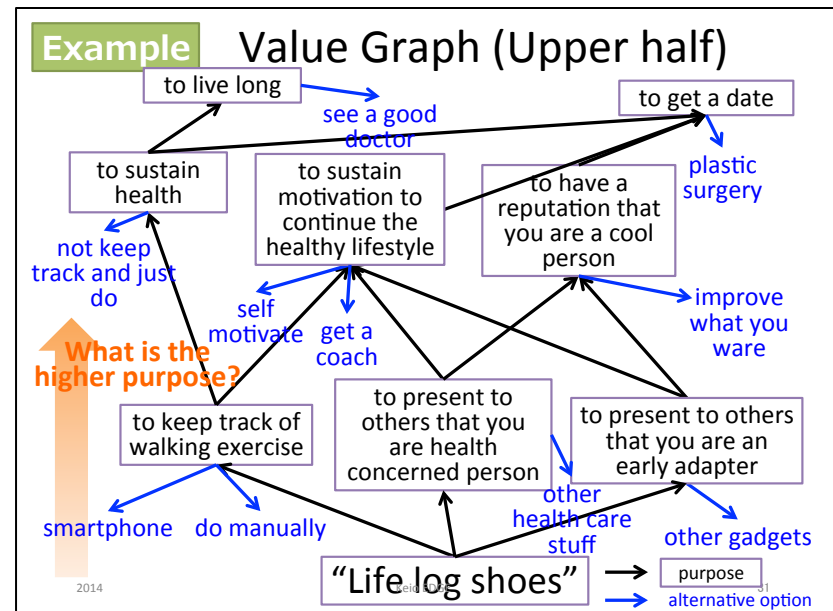 Example
Value Graph (Upper half)
to live long
see a good
doctor
to get a date
plastic
surgery
to sustain
health
not keep
track and just
do
to sustain
motivation to
continue the
healthy lifestyle
self
motivate
get a
coach
to have a
reputation that
you are a cool
person
improve
what you
ware
What is the
higher purpose?
to keep track of
walking exercise
smartphone
do manually
to present to
others that you
are health
concerned person
other
health care
stuff
to present to others
that you are an
early adapter
other gadgets
"Life log shoes"
purpose
alternative option
2014
31